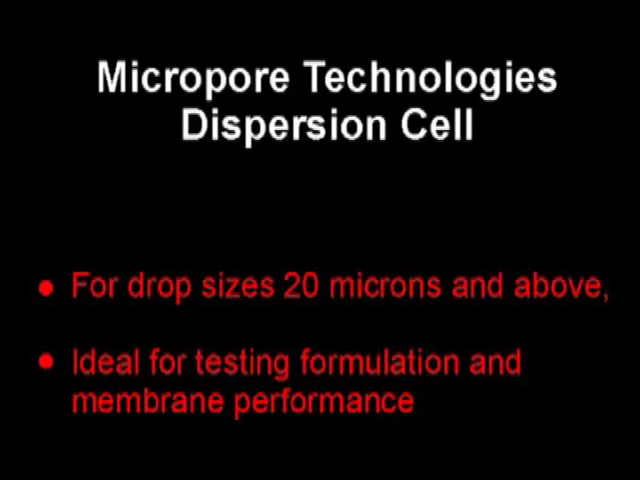 Micropore Technologies
Dispersion Cell
● For drop sizes 20 microns and above,
● Ideal for testing formulation and
membrane performance